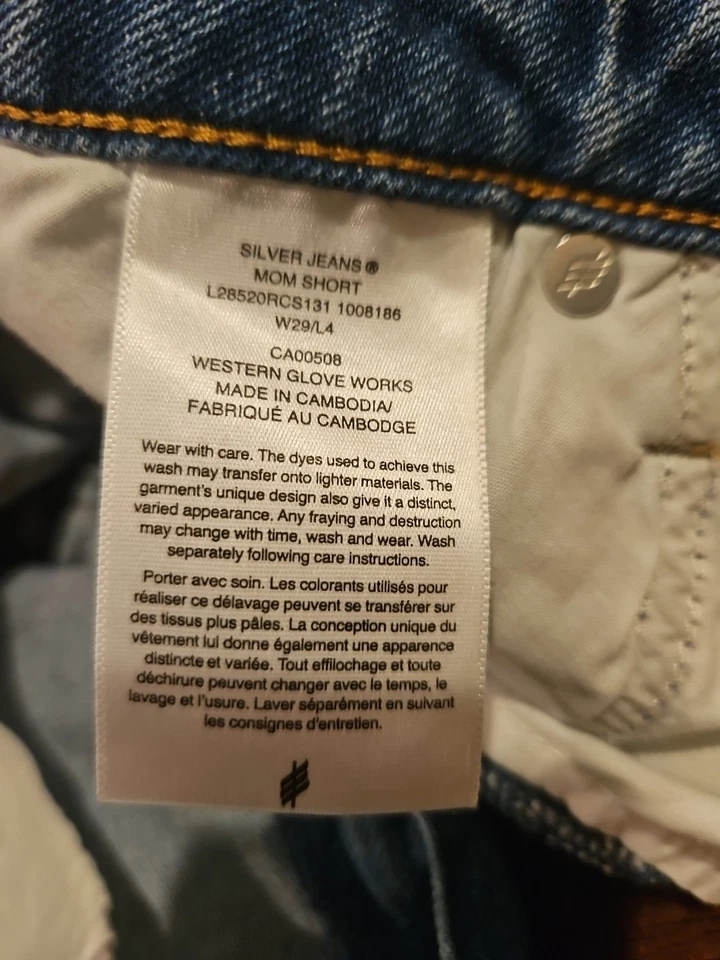 SILVER JEANS®
MOM SHORT
L28520RCS131 1008186
W29/L4
CA00508
WESTERN GLOVE WORKS
MADE IN CAMBODIA/
FABRIQUÉ AU CAMBODGE
Wear with care. The dyes used to achieve this
wash may transfer onto lighter materials. The
garment's unique design also give it a distinct,
varied appearance. Any fraying and destruction
may change with time, wash and wear. Wash
separately following care instructions.
Porter avec soin. Les colorants utilisés pour
réaliser ce délavage peuvent se transférer sur
des tissus plus pâles. La conception unique du
vêtement lui donne également une apparence
distincte et variée. Tout effilochage et toute
déchirure peuvent changer avec le temps, le
lavage et l'usure. Laver séparément en suivant
les consignes d'entretien.